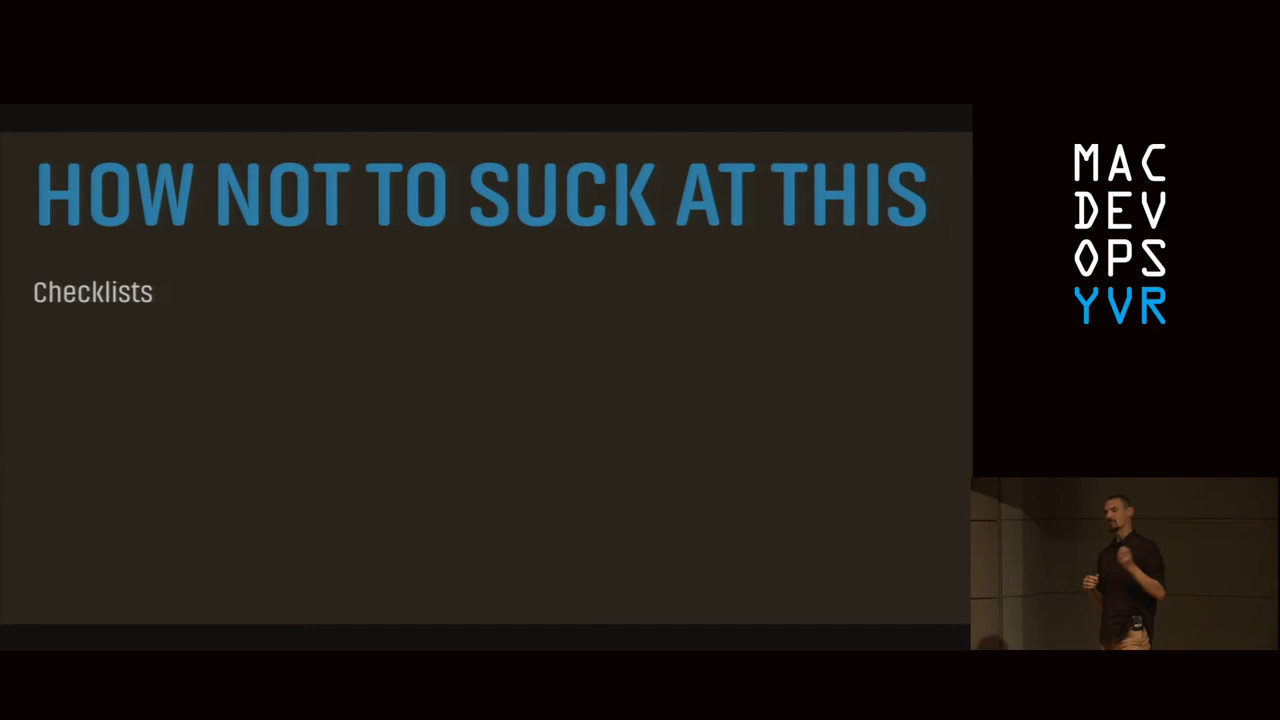 HOW NOT TO SUCK AT THIS
Checklists
MAC
DEV
OPS
YVR